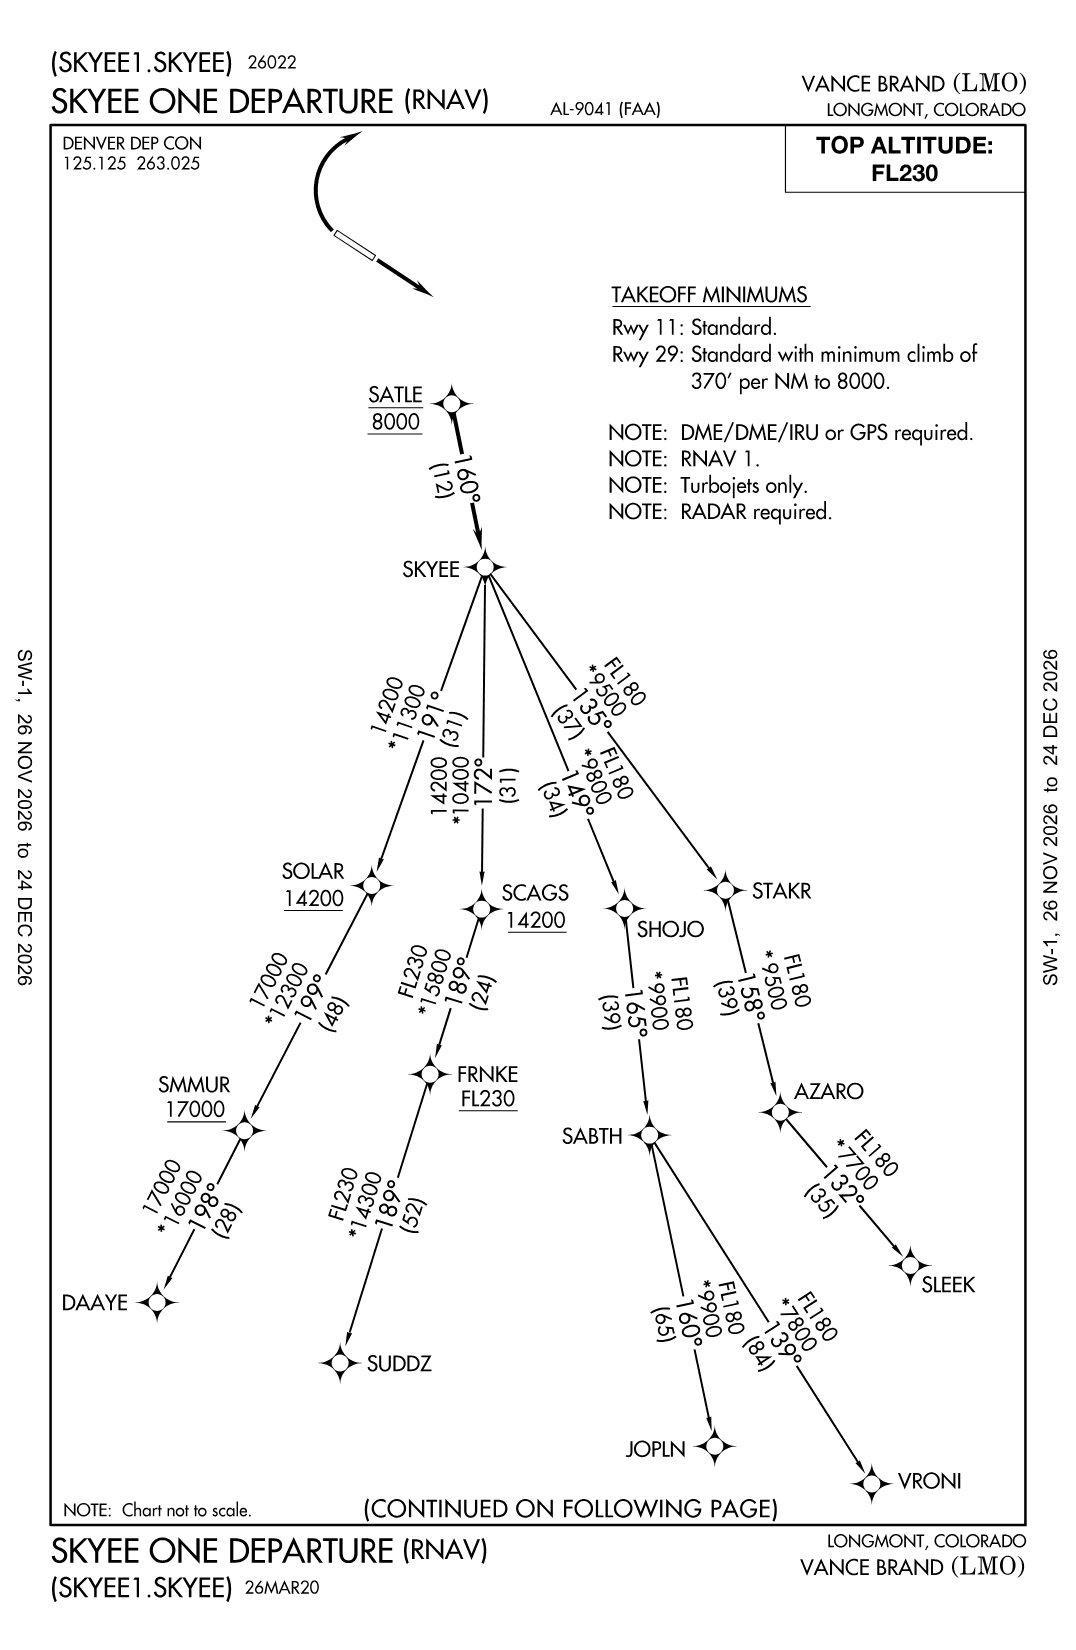 (SKYEE1.SKYEE) 26022
SKYEE ONE DEPARTURE (RNAV)
AL-9041 (FAA)
VANCE BRAND (LMO)
LONGMONT, COLORADO
DENVER DEP CON
125.125 263.025
TOP ALTITUDE:
FL230
TAKEOFF MINIMUMS
Rwy 11: Standard.
Rwy 29: Standard with minimum climb of
370' per NM to 8000.
NOTE: DME/DME/IRU or GPS required.
NOTE: RNAV 1.
NOTE: Turbojets only.
NOTE: RADAR required.
SATLE
8000
160°
(12)
SKYEE
14200
*11300
191°
(31)
14200
*10400
172°
(31)
FL180
*9800
149°
(34)
FL180
*9500
135°
(37)
SOLAR
14200
SCAGS
14200
SHOJO
STAKR
17000
*12300
199°
(48)
FL230
*15800
189°
(24)
FL180
*9900
165°
(39)
FL180
*9500
158°
(39)
SMMUR
17000
FRNKE
FL230
SABTH
AZARO
17000
*16000
198°
(28)
FL230
*14300
189°
(52)
FL180
*9900
160°
(65)
FL180
*7800
139°
(84)
FL180
*7700
132°
(35)
DAAYE
SUDDZ
JOPLN
VRONI
SLEEK
NOTE: Chart not to scale.
(CONTINUED ON FOLLOWING PAGE)
SKYEE ONE DEPARTURE (RNAV)
(SKYEE1.SKYEE) 26MAR20
LONGMONT, COLORADO
VANCE BRAND (LMO)
SW-1, 26 NOV 2026 to 24 DEC 2026
SW-1, 26 NOV 2026 to 24 DEC 2026